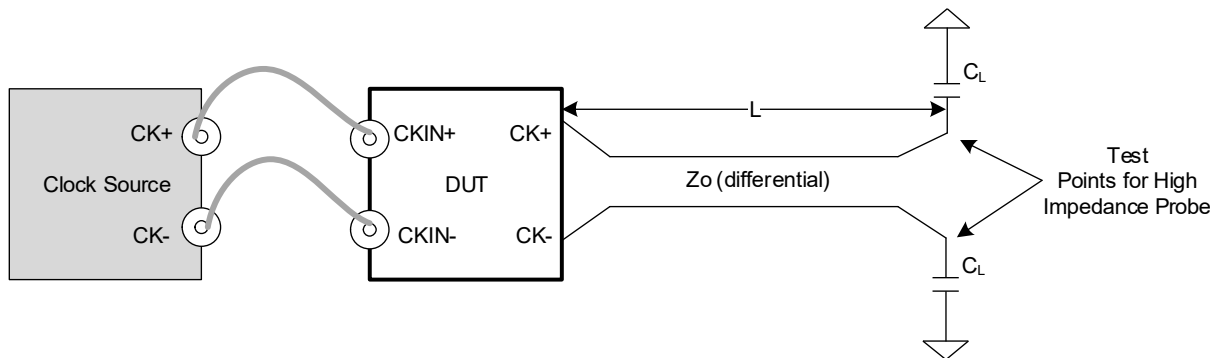 CK+
Clock Source
CK-
CKIN+
CK+
DUT
CKIN-
CK-
L
Zo (differential)
CL
CL
Test
Points for High
Impedance Probe